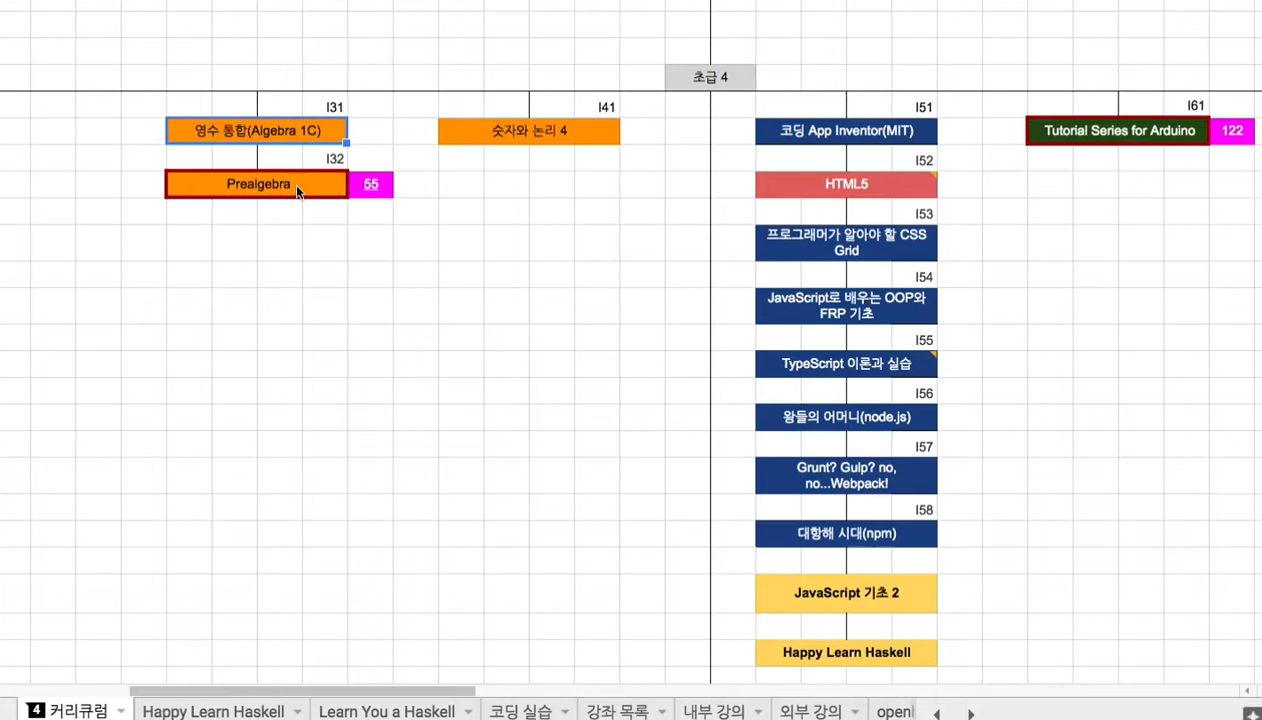 초급 4
I31
I41
I51
I61
영수 통합(Algebra 1C)
숫자와 논리 4
코딩 App Inventor(MIT)
Tutorial Series for Arduino
122
I32
I52
Prealgebra
55
HTML5
I53
프로그래머가 알아야 할 CSS
Grid
I54
JavaScript로 배우는 OOP와
FRP 기초
I55
TypeScript 이론과 실습
I56
왕들의 어머니(node.js)
I57
Grunt? Gulp? no,
no...Webpack!
I58
대항해 시대(npm)
JavaScript 기초 2
Happy Learn Haskell
4 커리큘럼
Happy Learn Haskell
Learn You a Haskell
코딩 실습
강좌 목록
내부 강의
외부 강의